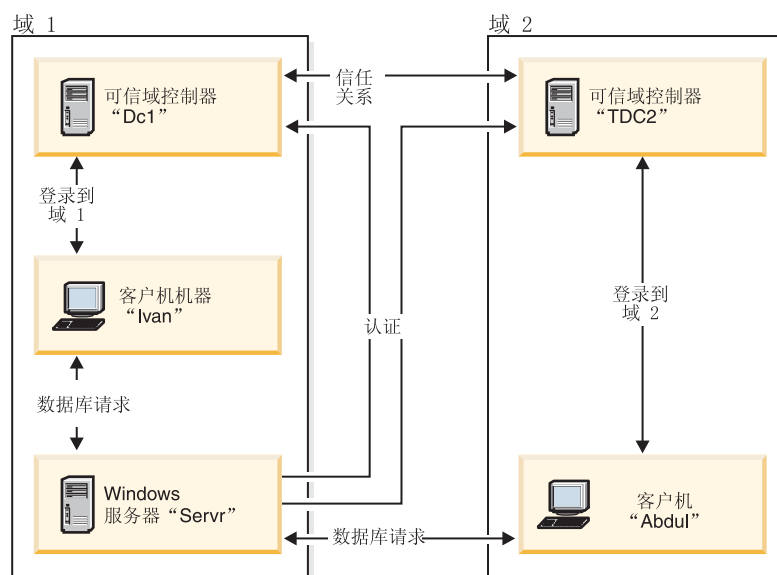 域 1
域 2
可信域控制器
“Dc1”
信任
关系
可信域控制器
“TDC2”
登录到
域 1
客户机机器
“Ivan”
登录到
域 2
认证
数据库请求
Windows
服务器“Servr”
数据库请求
客户机
“Abdul”